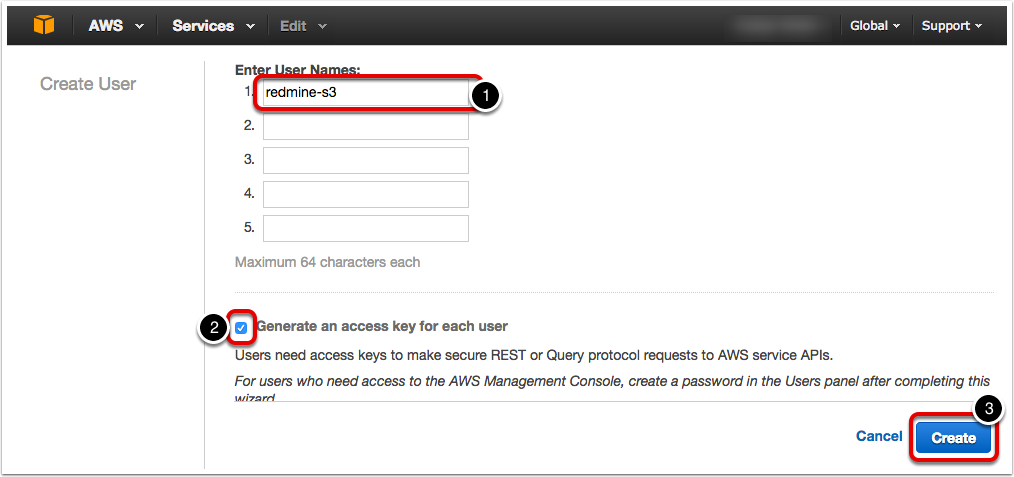 AWS Services Edit Global Support
Create User
Enter User Names:
1. redmine-s3 1
2.
3.
4.
5.
Maximum 64 characters each
2 Generate an access key for each user
Users need access keys to make secure REST or Query protocol requests to AWS service APIs.
For users who need access to the AWS Management Console, create a password in the Users panel after completing this
wizard.
3
Cancel Create